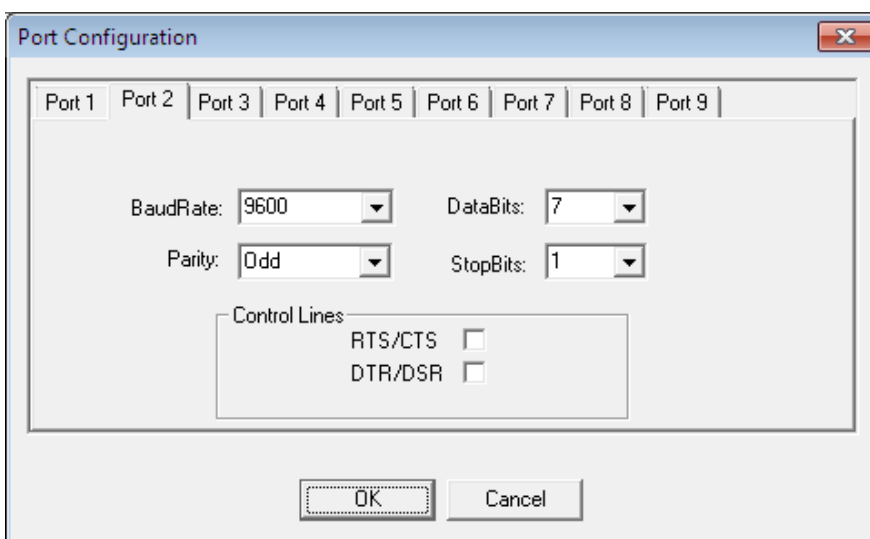 Port Configuration
Port 1 Port 2 Port 3 Port 4 Port 5 Port 6 Port 7 Port 8 Port 9
BaudRate: 9600 DataBits: 7
Parity: Odd StopBits: 1
Control Lines
RTS/CTS
DTR/DSR
OK Cancel